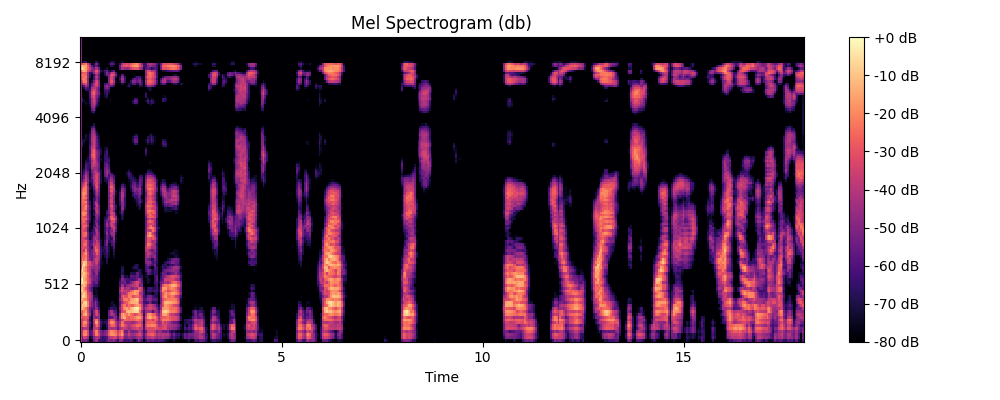 Mel Spectrogram (db)
8192
4096
2048
1024
512
0
Hz
0 5 10 15
Time
+0 dB
-10 dB
-20 dB
-30 dB
-40 dB
-50 dB
-60 dB
-70 dB
-80 dB